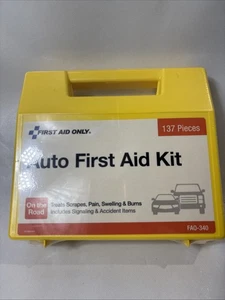 FIRST AID ONLY.
137 Pieces
Auto First Aid Kit
On the
Road
Treats Scrapes, Pain, Swelling & Burns
Includes Signaling & Accident Items
FAO-340